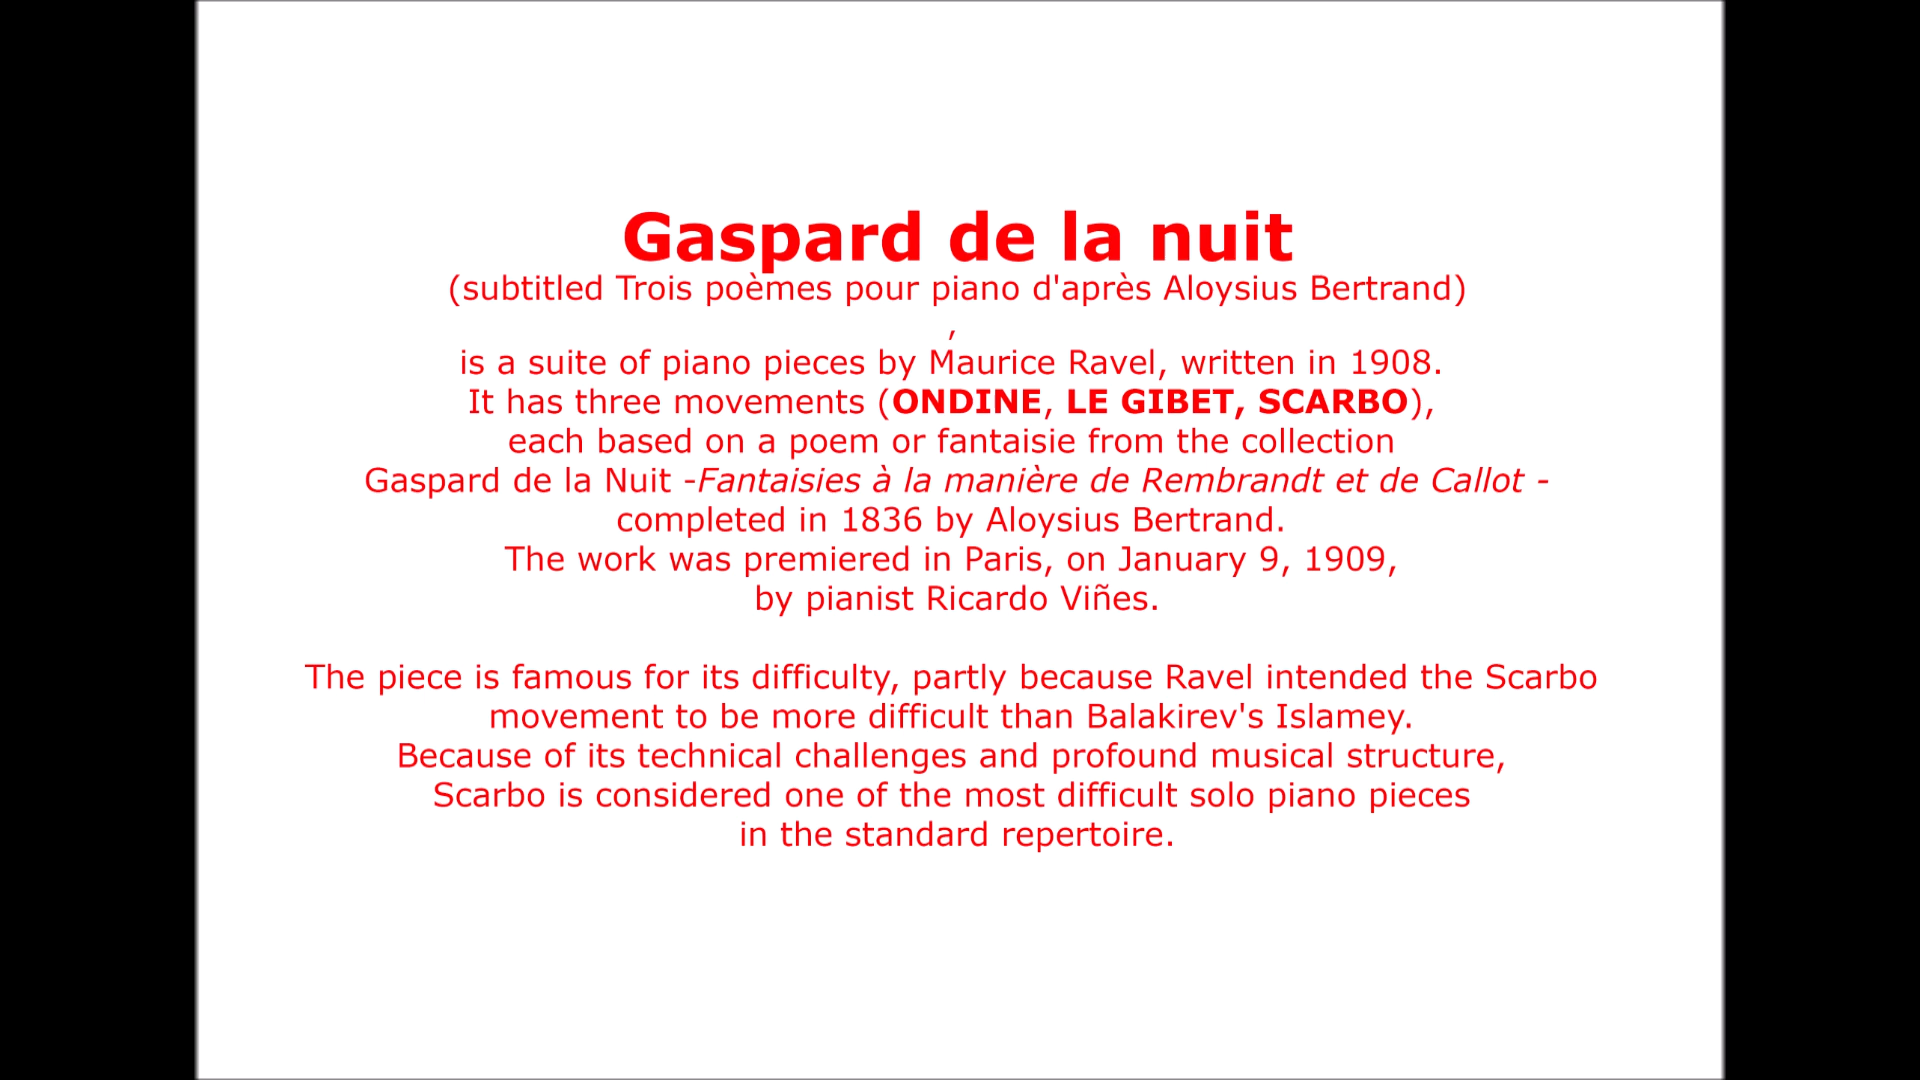 Gaspard de la nuit
(subtitled Trois poèmes pour piano d'après Aloysius Bertrand)
,
is a suite of piano pieces by Maurice Ravel, written in 1908.
It has three movements (ONDINE, LE GIBET, SCARBO),
each based on a poem or fantaisie from the collection
Gaspard de la Nuit -Fantaisies à la manière de Rembrandt et de Callot -
completed in 1836 by Aloysius Bertrand.
The work was premiered in Paris, on January 9, 1909,
by pianist Ricardo Viñes.
The piece is famous for its difficulty, partly because Ravel intended the Scarbo
movement to be more difficult than Balakirev's Islamey.
Because of its technical challenges and profound musical structure,
Scarbo is considered one of the most difficult solo piano pieces
in the standard repertoire.